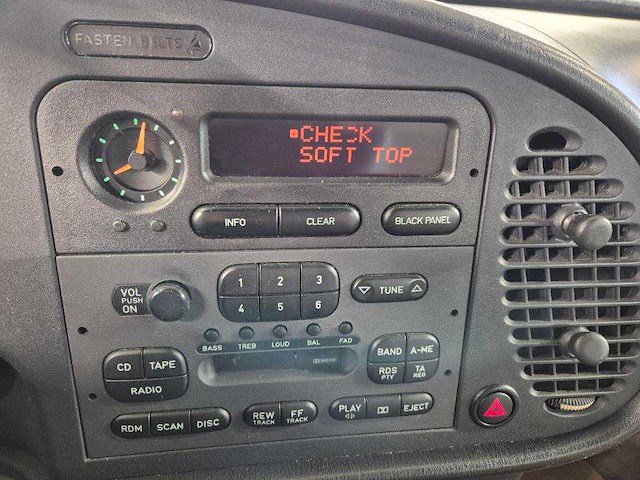 FASTEN BELTS
CHECK
SOFT TOP
INFO CLEAR BLACK PANEL
VOL
PUSH
ON
1 2 3
4 5 6
TUNE
BASS TREB LOUD BAL FAD
CD TAPE
RADIO
BAND A-ME
RDS
PTY
TA
REG
RDM SCAN DISC
REW
TRACK
FF
TRACK
PLAY EJECT